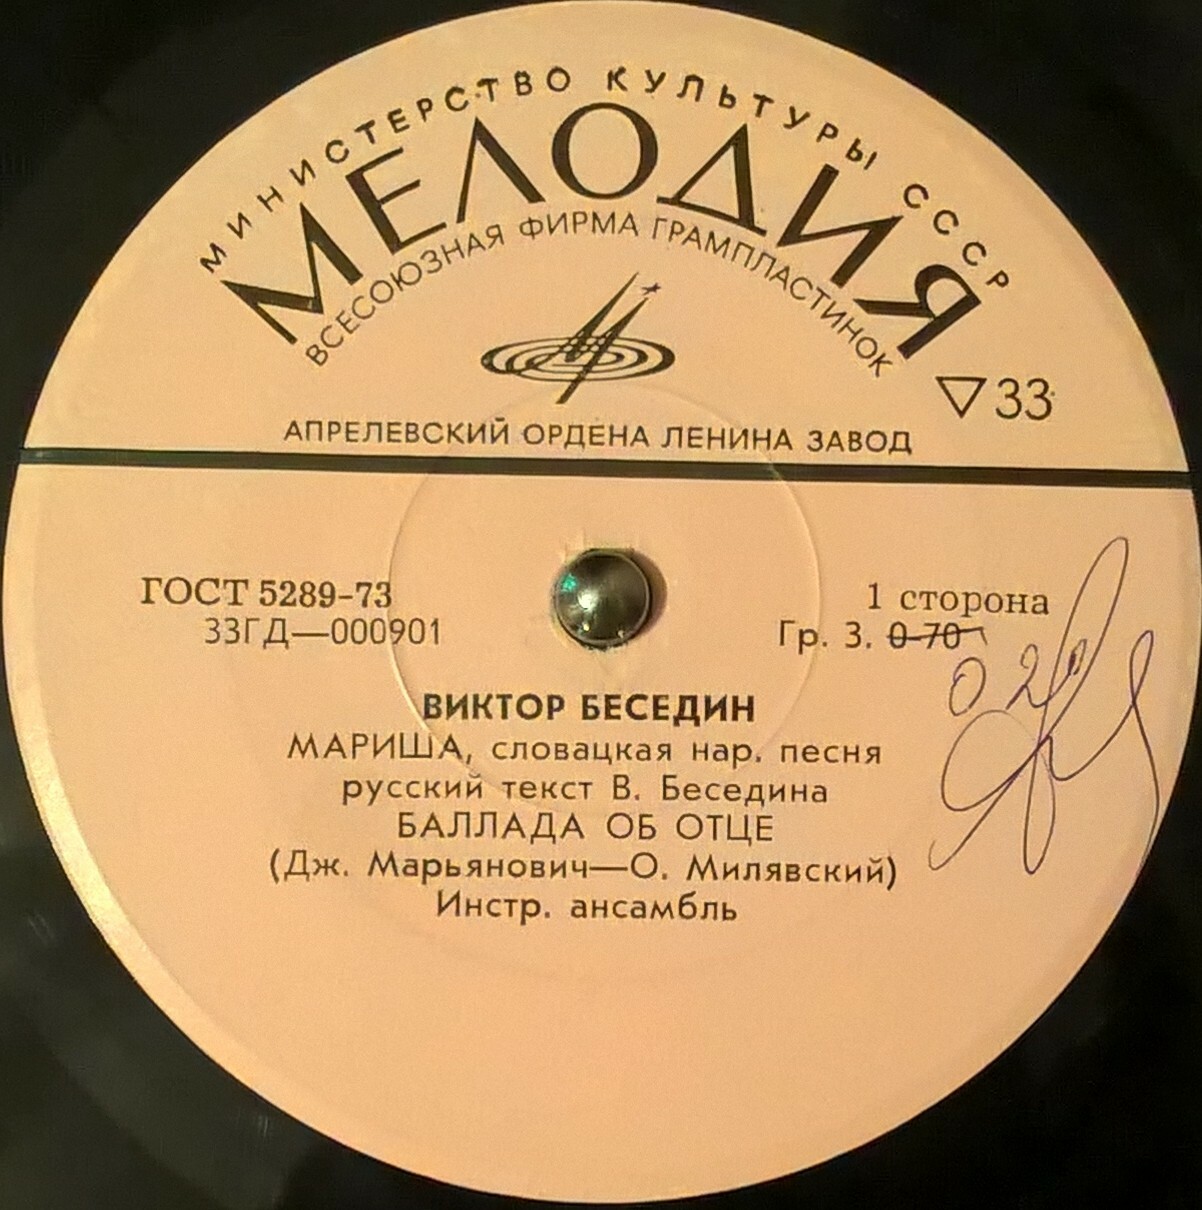 МИНИСТЕРСТВО КУЛЬТУРЫ СССР
МЕЛОДИЯ
ВСЕСОЮЗНАЯ ФИРМА ГРАМПЛАСТИНОК
33
АПРЕЛЕВСКИЙ ОРДЕНА ЛЕНИНА ЗАВОД
ГОСТ 5289-73
33ГД—000901
1 сторона
Гр. 3. 0-70
0 20
ВИКТОР БЕСЕДИН
МАРИША, словацкая нар. песня
русский текст В. Беседина
БАЛЛАДА ОБ ОТЦЕ
(Дж. Марьянович—О. Милявский)
Инстр. ансамбль